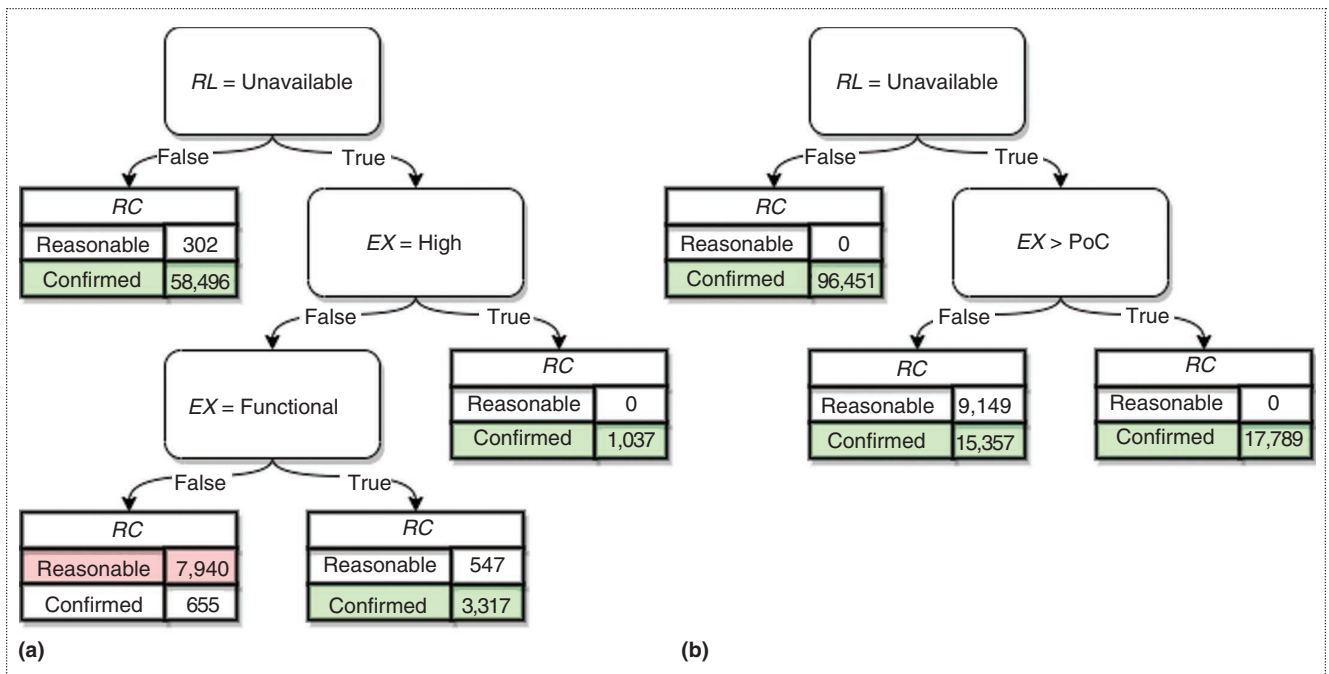 RL = Unavailable
False
True
RC
Reasonable 302
Confirmed 58,496
EX = High
False
True
EX = Functional
RC
Reasonable 0
Confirmed 1,037
False
True
RC
Reasonable 7,940
Confirmed 655
RC
Reasonable 547
Confirmed 3,317
(a)
RL = Unavailable
False
True
RC
Reasonable 0
Confirmed 96,451
EX > PoC
False
True
RC
Reasonable 9,149
Confirmed 15,357
RC
Reasonable 0
Confirmed 17,789
(b)